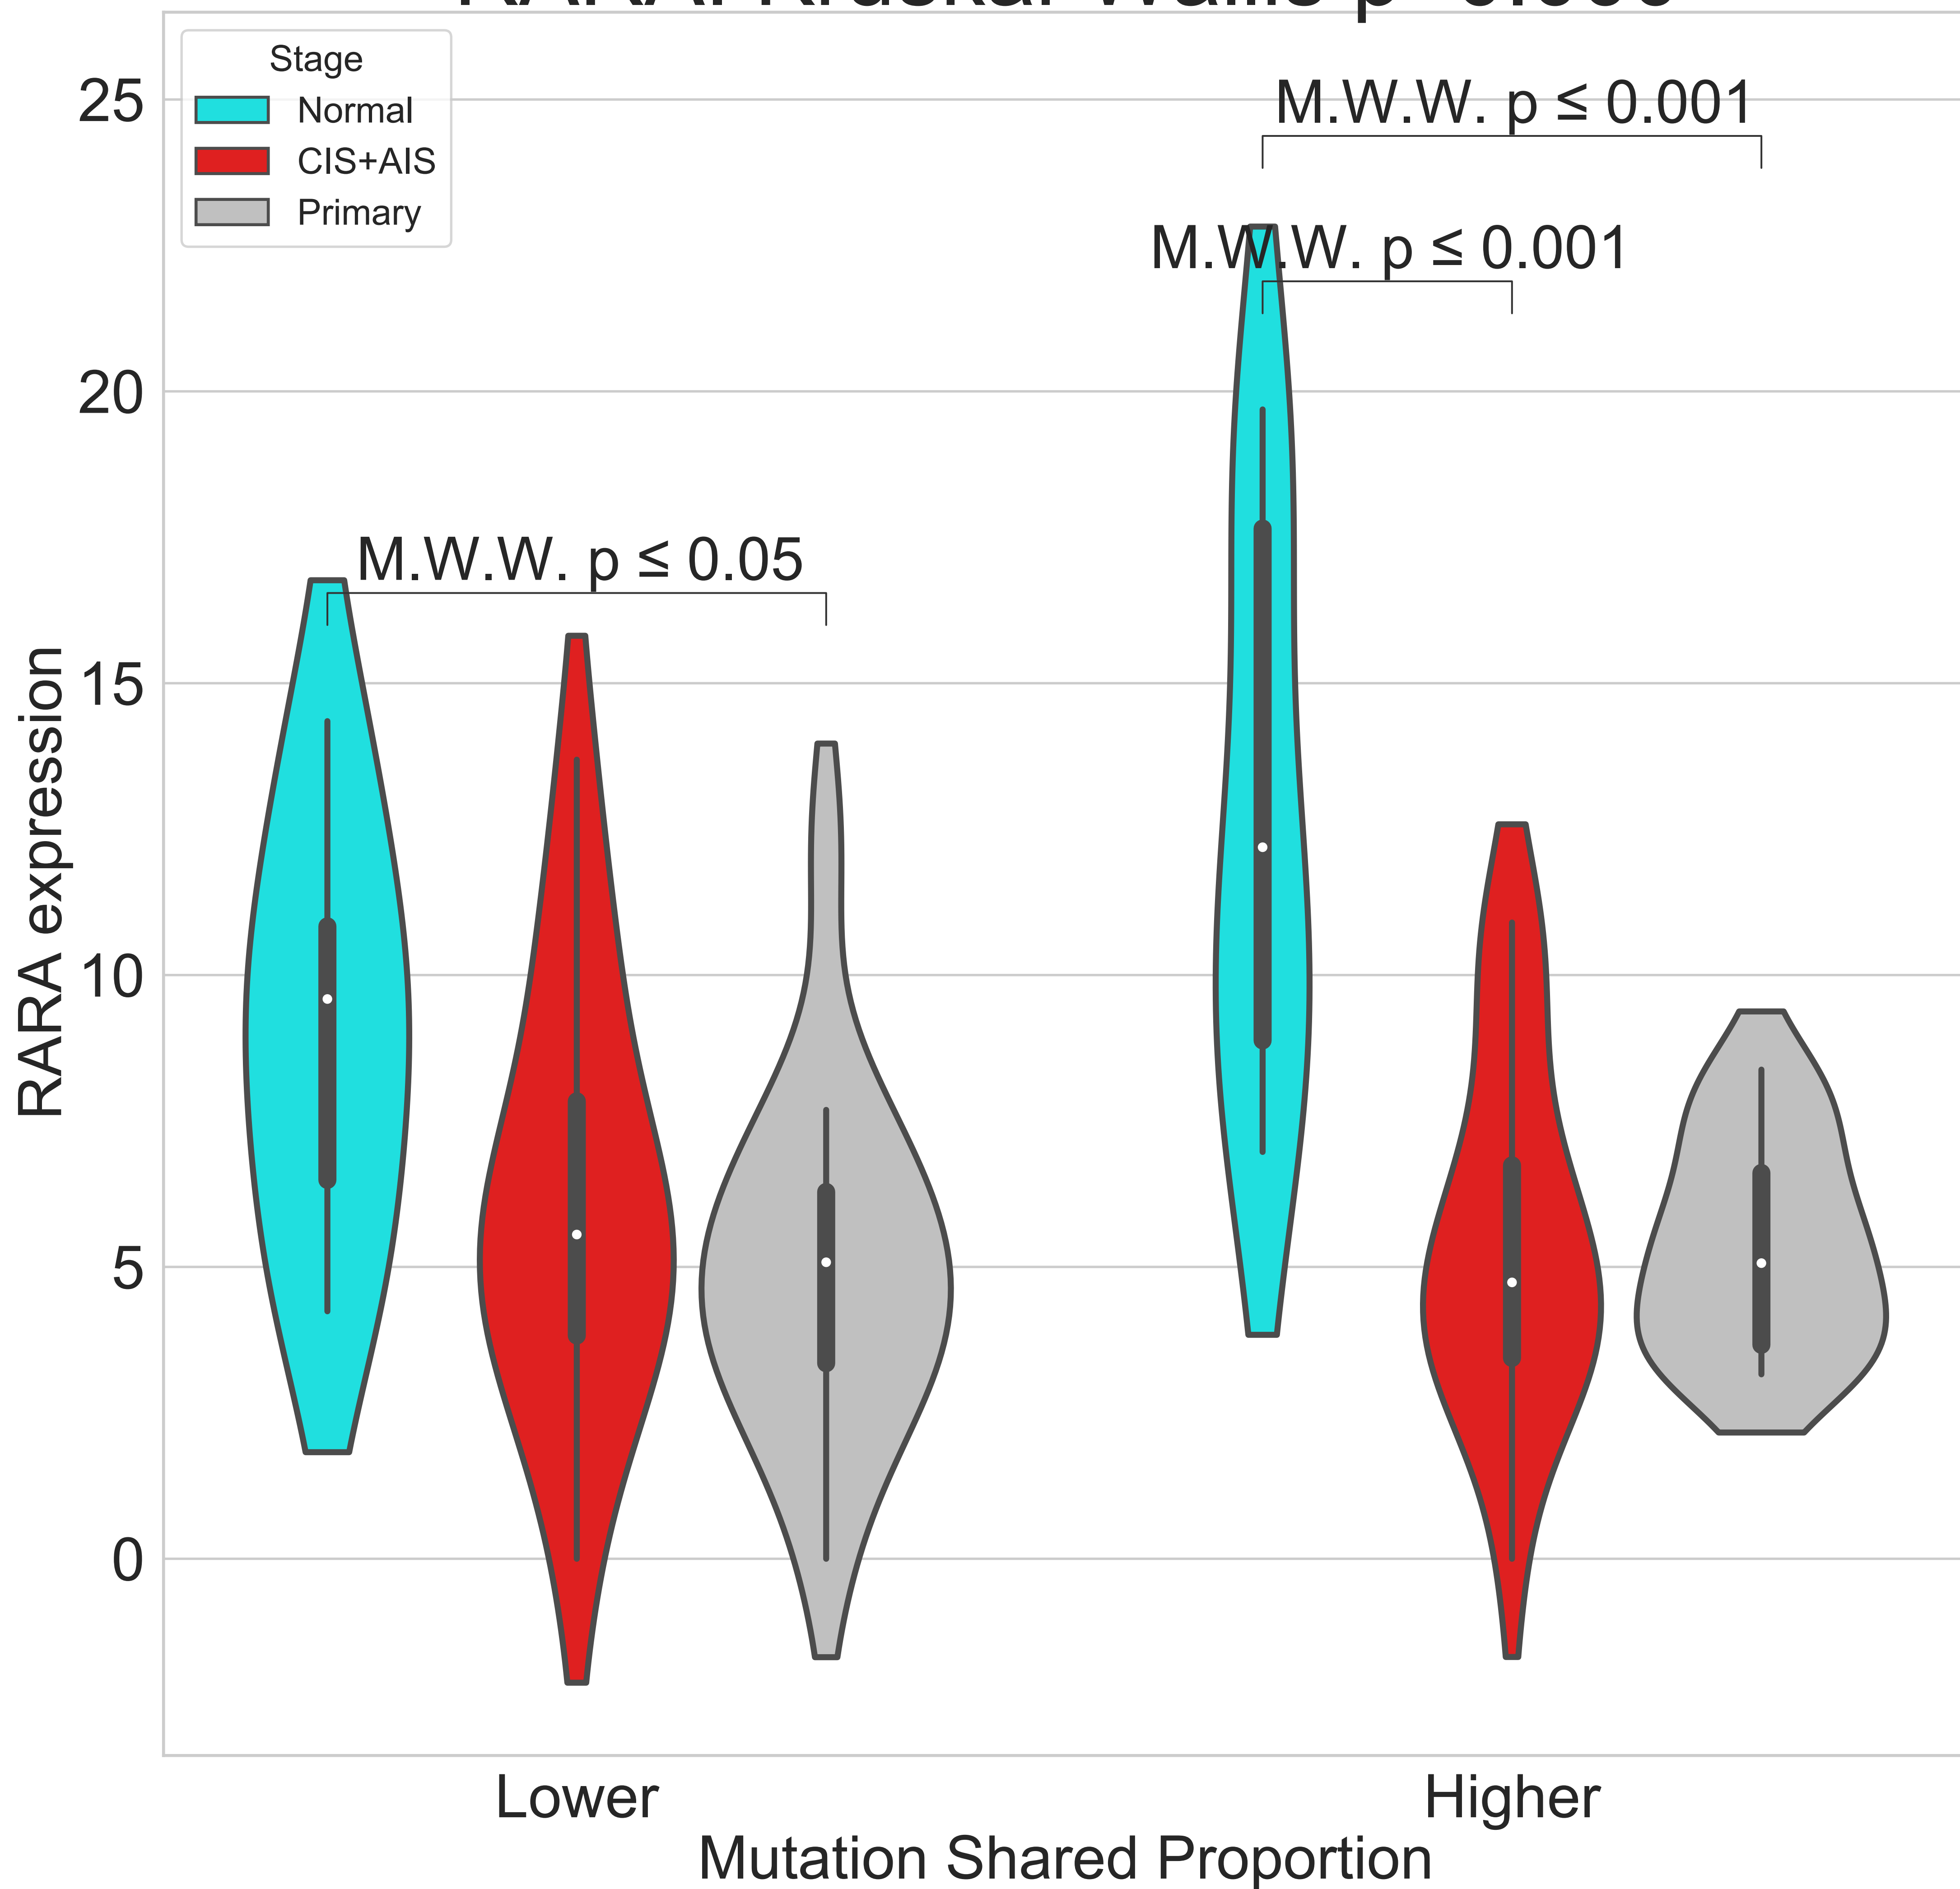 Stage
Normal
CIS+AIS
Primary
25
20
15
10
5
0
M.W.W. p ≤ 0.001
M.W.W. p ≤ 0.001
M.W.W. p ≤ 0.05
RARA expression
Lower
Higher
Mutation Shared Proportion